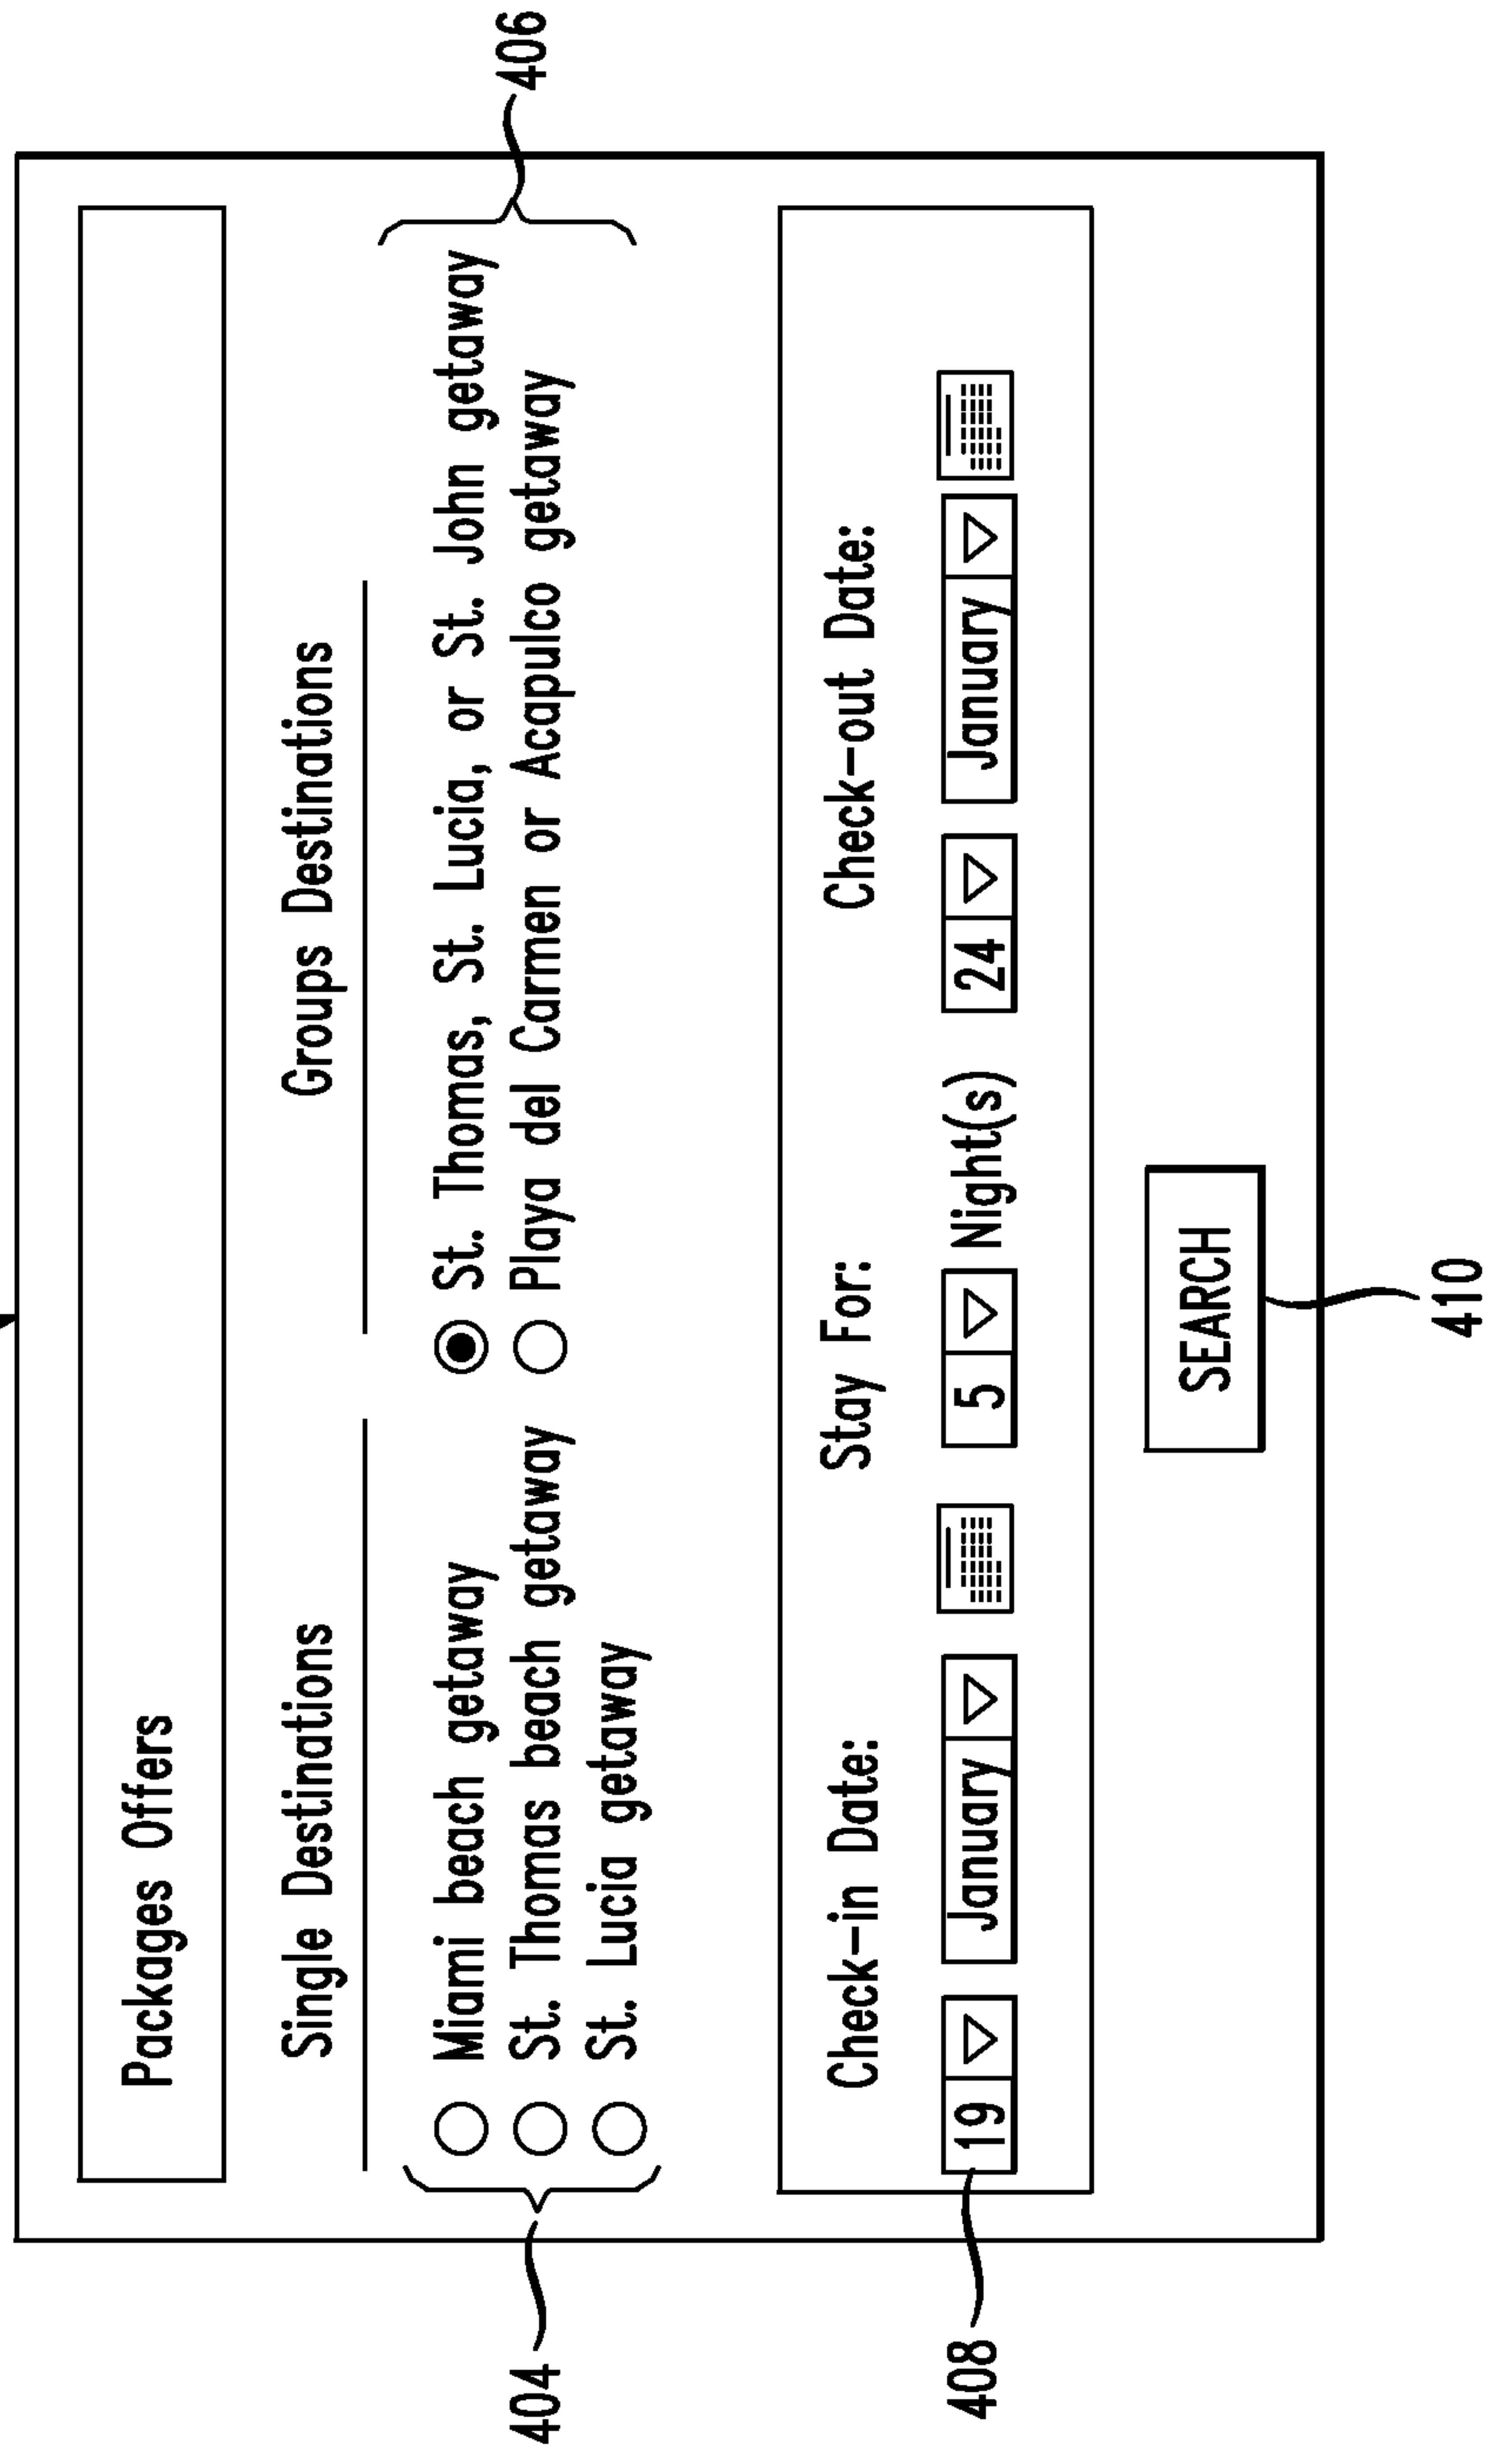 Packages Offers
Single Destinations
Groups Destinations
Miami beach getaway
St. Thomas beach getaway
St. Lucia getaway
St. Thomas, St. Lucia, or St. John getaway
Playa del Carmen or Acapulco getaway
404
406
Check-in Date:
Stay For:
Check-out Date:
19 January 5 Night(s) 24 January
408
SEARCH
410